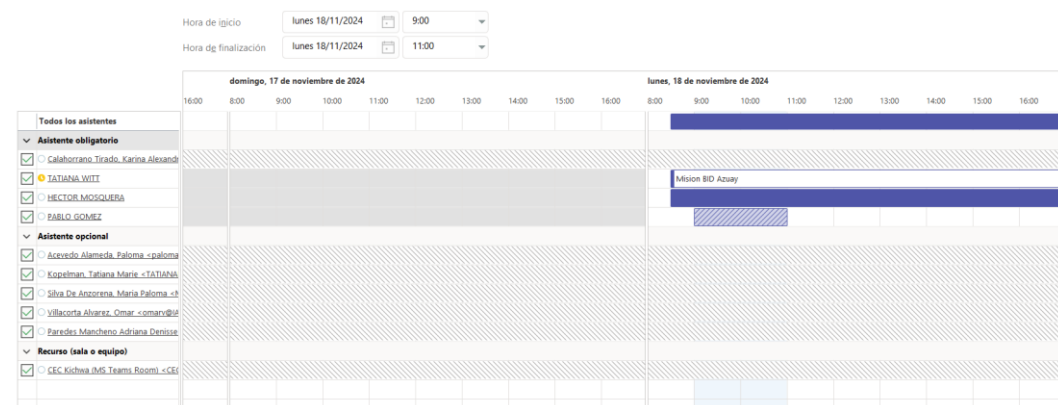 Hora de inicio lunes 18/11/2024 9:00
Hora de finalización lunes 18/11/2024 11:00
domingo, 17 de noviembre de 2024 lunes, 18 de noviembre de 2024
16:00 8:00 9:00 10:00 11:00 12:00 13:00 14:00 15:00 16:00 8:00 9:00 10:00 11:00 12:00 13:00 14:00 15:00 16:00
Todos los asistentes
Asistente obligatorio
Calahorrano Tirado, Karina Alexand
TATIANA WITT Mision BID Azuay
HECTOR MOSQUERA
PABLO GOMEZ
Asistente opcional
Acevedo Alameda, Paloma <paloma
Kopelman, Tatiana Marie <TATIANA
Silva De Anzorena, Maria Paloma <
Villacorta Alvarez, Omar <omarv@IA
Paredes Mancheno Adriana Denisse
Recurso (sala o equipo)
CEC Kichwa (MS Teams Room) <CEC